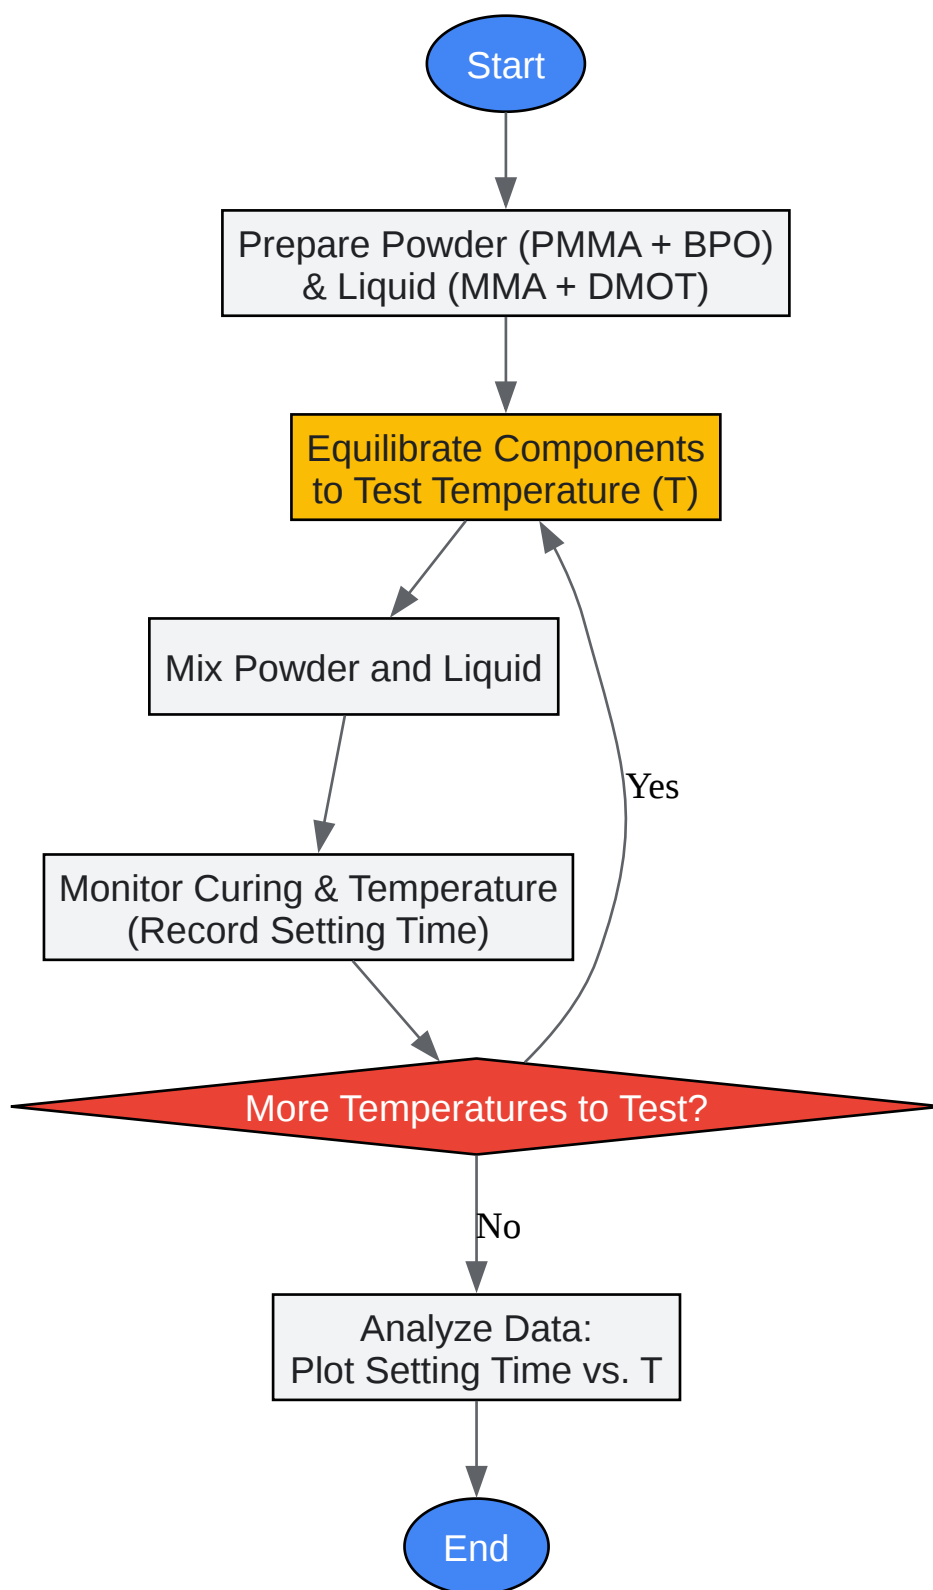 Start
Prepare Powder (PMMA + BPO)
& Liquid (MMA + DMOT)
Equilibrate Components
to Test Temperature (T)
Mix Powder and Liquid
Yes
Monitor Curing & Temperature
(Record Setting Time)
More Temperatures to Test?
No
Analyze Data:
Plot Setting Time vs. T
End